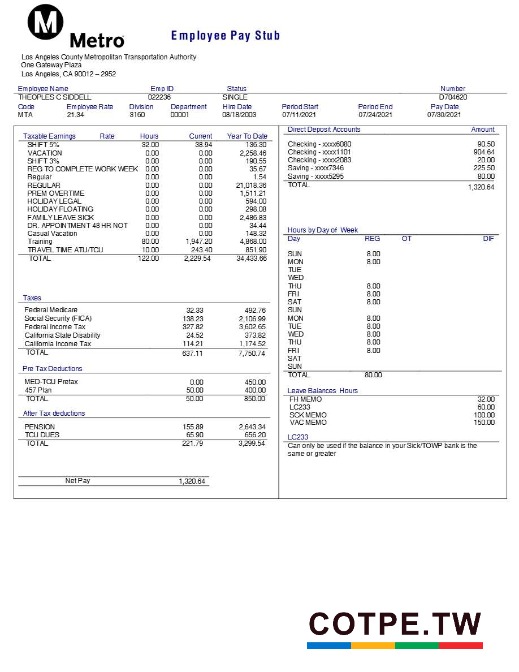 M
Metro
Employee Pay Stub
Los Angeles County Metropolitan Transportation Authority
One Gateway Plaza
Los Angeles, CA 90012 – 2952
Employee Name Emp ID Status Number
THEOPLES C SIDDELL 022236 SINGLE D704620
Code Employee Rate Division Department Hire Date Period Start Period End Pay Date
MTA 21.34 3160 00001 08/18/2003 07/11/2021 07/24/2021 07/30/2021
Taxable Earnings Rate Hours Current Year To Date
SHIFT 5% 32.00 38.94 136.30
VACATION 0.00 0.00 2,258.46
SHIFT 3% 0.00 0.00 190.55
REG TO COMPLETE WORK WEEK 0.00 0.00 35.67
Regular 0.00 0.00 1.54
REGULAR 0.00 0.00 21,018.36
PREM OVERTIME 0.00 0.00 1,511.21
HOLIDAY LEGAL 0.00 0.00 594.00
HOLIDAY FLOATING 0.00 0.00 298.08
FAMILY LEAVE SICK 0.00 0.00 2,486.83
DR. APPOINTMENT 48 HR NOT 0.00 0.00 34.44
Casual Vacation 0.00 0.00 148.32
Training 80.00 1,947.20 4,868.00
TRAVEL TIME ATU/TCU 10.00 243.40 851.90
TOTAL 122.00 2,229.54 34,433.66
Taxes
Federal Medicare 32.33 492.76
Social Security (FICA) 138.23 2,106.99
Federal Income Tax 327.82 3,602.65
California State Disability 24.52 373.82
California Income Tax 114.21 1,174.52
TOTAL 637.11 7,750.74
Pre Tax Deductions
MED-TCU Pretax 0.00 450.00
457 Plan 50.00 400.00
TOTAL 50.00 850.00
After Tax deductions
PENSION 155.89 2,643.34
TCU DUES 65.90 656.20
TOTAL 221.79 3,299.54
Net Pay 1,320.64
Direct Deposit Accounts Amount
Checking - xxxx6080 90.50
Checking - xxxx1101 904.64
Checking - xxxx2083 20.00
Saving - xxxx7346 225.50
Saving - xxxx5295 80.00
TOTAL 1,320.64
Hours by Day of Week
Day REG OT DIF
SUN 8.00
MON 8.00
TUE
WED
THU 8.00
FRI 8.00
SAT 8.00
SUN
MON 8.00
TUE 8.00
WED 8.00
THU 8.00
FRI 8.00
SAT
SUN
TOTAL 80.00
Leave Balances Hours
FH MEMO 32.00
LC233 60.00
SCK MEMO 100.00
VAC MEMO 150.00
LC233
Can only be used if the balance in your Sick/TOWP bank is the
same or greater
COTPE.TW